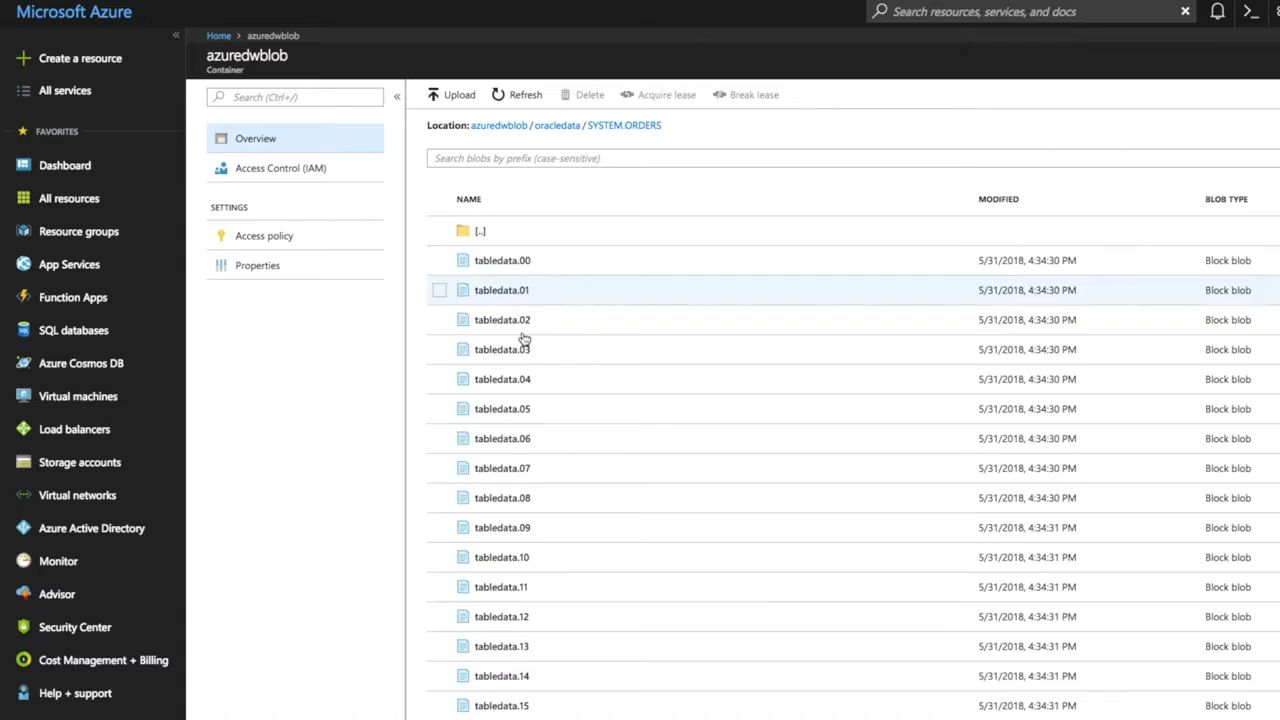 Microsoft Azure
Search resources, services, and docs
Create a resource
All services
FAVORITES
Dashboard
All resources
Resource groups
App Services
Function Apps
SQL databases
Azure Cosmos DB
Virtual machines
Load balancers
Storage accounts
Virtual networks
Azure Active Directory
Monitor
Advisor
Security Center
Cost Management + Billing
Help + support
Home > azuredwblob
azuredwblob
Container
Search (Ctrl+/)
Overview
Access Control (IAM)
SETTINGS
Access policy
Properties
Upload Refresh Delete Acquire lease Break lease
Location: azuredwblob / oracledata / SYSTEM.ORDERS
Search blobs by prefix (case-sensitive)
NAME MODIFIED BLOB TYPE
[..]
tabledata.00 5/31/2018, 4:34:30 PM Block blob
tabledata.01 5/31/2018, 4:34:30 PM Block blob
tabledata.02 5/31/2018, 4:34:30 PM Block blob
tabledata.03 5/31/2018, 4:34:30 PM Block blob
tabledata.04 5/31/2018, 4:34:30 PM Block blob
tabledata.05 5/31/2018, 4:34:30 PM Block blob
tabledata.06 5/31/2018, 4:34:30 PM Block blob
tabledata.07 5/31/2018, 4:34:30 PM Block blob
tabledata.08 5/31/2018, 4:34:30 PM Block blob
tabledata.09 5/31/2018, 4:34:31 PM Block blob
tabledata.10 5/31/2018, 4:34:31 PM Block blob
tabledata.11 5/31/2018, 4:34:31 PM Block blob
tabledata.12 5/31/2018, 4:34:31 PM Block blob
tabledata.13 5/31/2018, 4:34:31 PM Block blob
tabledata.14 5/31/2018, 4:34:31 PM Block blob
tabledata.15 5/31/2018, 4:34:31 PM Block blob